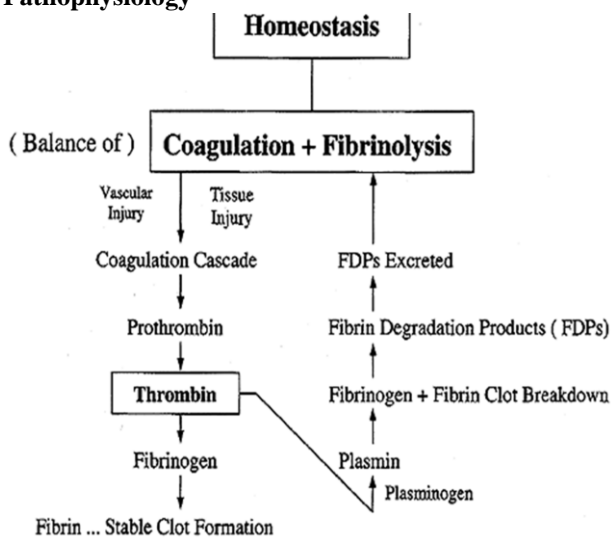 Pathophysiology
Homeostasis
( Balance of ) Coagulation + Fibrinolysis
Vascular
Injury
Tissue
Injury
Coagulation Cascade
Prothrombin
Thrombin
Fibrinogen
Fibrin ... Stable Clot Formation
FDPs Excreted
Fibrin Degradation Products ( FDPs)
Fibrinogen + Fibrin Clot Breakdown
Plasmin
Plasminogen